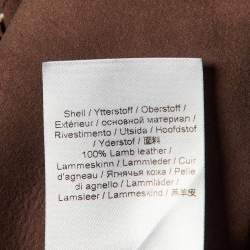 Shell / Ytterstoff / Oberstoff /
Extérieur / основной материал /
Rivestimento / Utsida / Hoofdstof
/ Yderstof / 面料
100% Lamb leather /
Lammeskinn / Lammleder / Cuir
d'agneau / Ягнячья кожа / Pelle
di agnello / Lammläder /
Lamsleer / Lammeskind / 羔羊皮